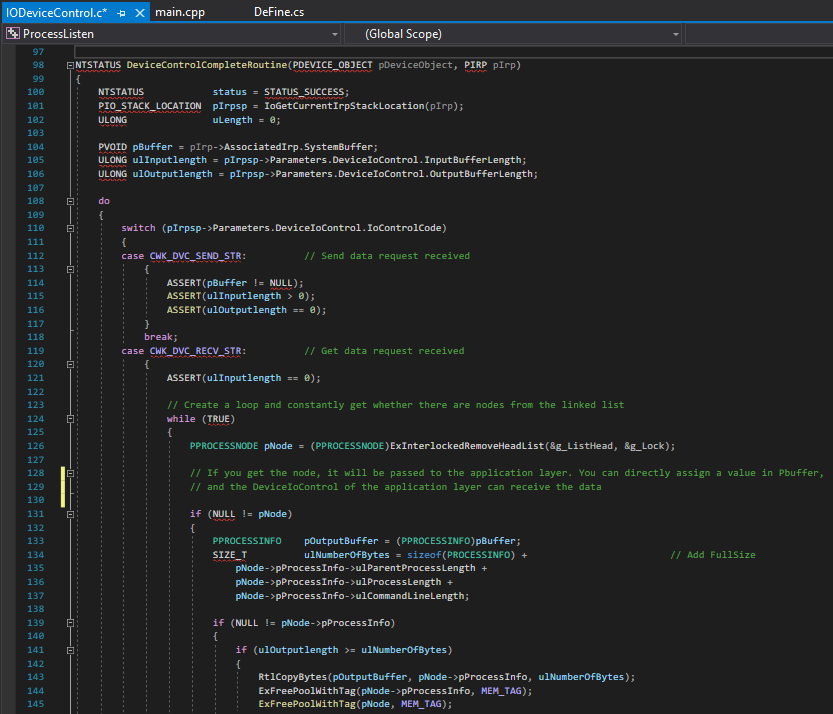 IODeviceControl.c* main.cpp DeFine.cs
ProcessListen (Global Scope)
97
98 NTSTATUS DeviceControlCompleteRoutine(PDEVICE_OBJECT pDeviceObject, PIRP pIrp)
99 {
100 NTSTATUS status = STATUS_SUCCESS;
101 PIO_STACK_LOCATION pIrpsp = IoGetCurrentIrpStackLocation(pIrp);
102 ULONG uLength = 0;
103
104 PVOID pBuffer = pIrp->AssociatedIrp.SystemBuffer;
105 ULONG ulInputlength = pIrpsp->Parameters.DeviceIoControl.InputBufferLength;
106 ULONG ulOutputlength = pIrpsp->Parameters.DeviceIoControl.OutputBufferLength;
107
108 do
109 {
110 switch (pIrpsp->Parameters.DeviceIoControl.IoControlCode)
111 {
112 case CWK_DVC_SEND_STR: // Send data request received
113 {
114 ASSERT(pBuffer != NULL);
115 ASSERT(ulInputlength > 0);
116 ASSERT(ulOutputlength == 0);
117 }
118 break;
119 case CWK_DVC_RECV_STR: // Get data request received
120 {
121 ASSERT(ulInputlength == 0);
122
123 // Create a loop and constantly get whether there are nodes from the linked list
124 while (TRUE)
125 {
126 PPROCESSNODE pNode = (PPROCESSNODE)ExInterlockedRemoveHeadList(&g_ListHead, &g_Lock);
127
128 // If you get the node, it will be passed to the application layer. You can directly assign a value in Pbuffer,
129 // and the DeviceIoControl of the application layer can receive the data
130
131 if (NULL != pNode)
132 {
133 PPROCESSINFO pOutputBuffer = (PPROCESSINFO)pBuffer;
134 SIZE_T ulNumberOfBytes = sizeof(PROCESSINFO) + // Add FullSize
135 pNode->pProcessInfo->ulParentProcessLength +
136 pNode->pProcessInfo->ulProcessLength +
137 pNode->pProcessInfo->ulCommandLineLength;
138
139 if (NULL != pNode->pProcessInfo)
140 {
141 if (ulOutputlength >= ulNumberOfBytes)
142 {
143 RtlCopyBytes(pOutputBuffer, pNode->pProcessInfo, ulNumberOfBytes);
144 ExFreePoolWithTag(pNode->pProcessInfo, MEM_TAG);
145 ExFreePoolWithTag(pNode, MEM_TAG);